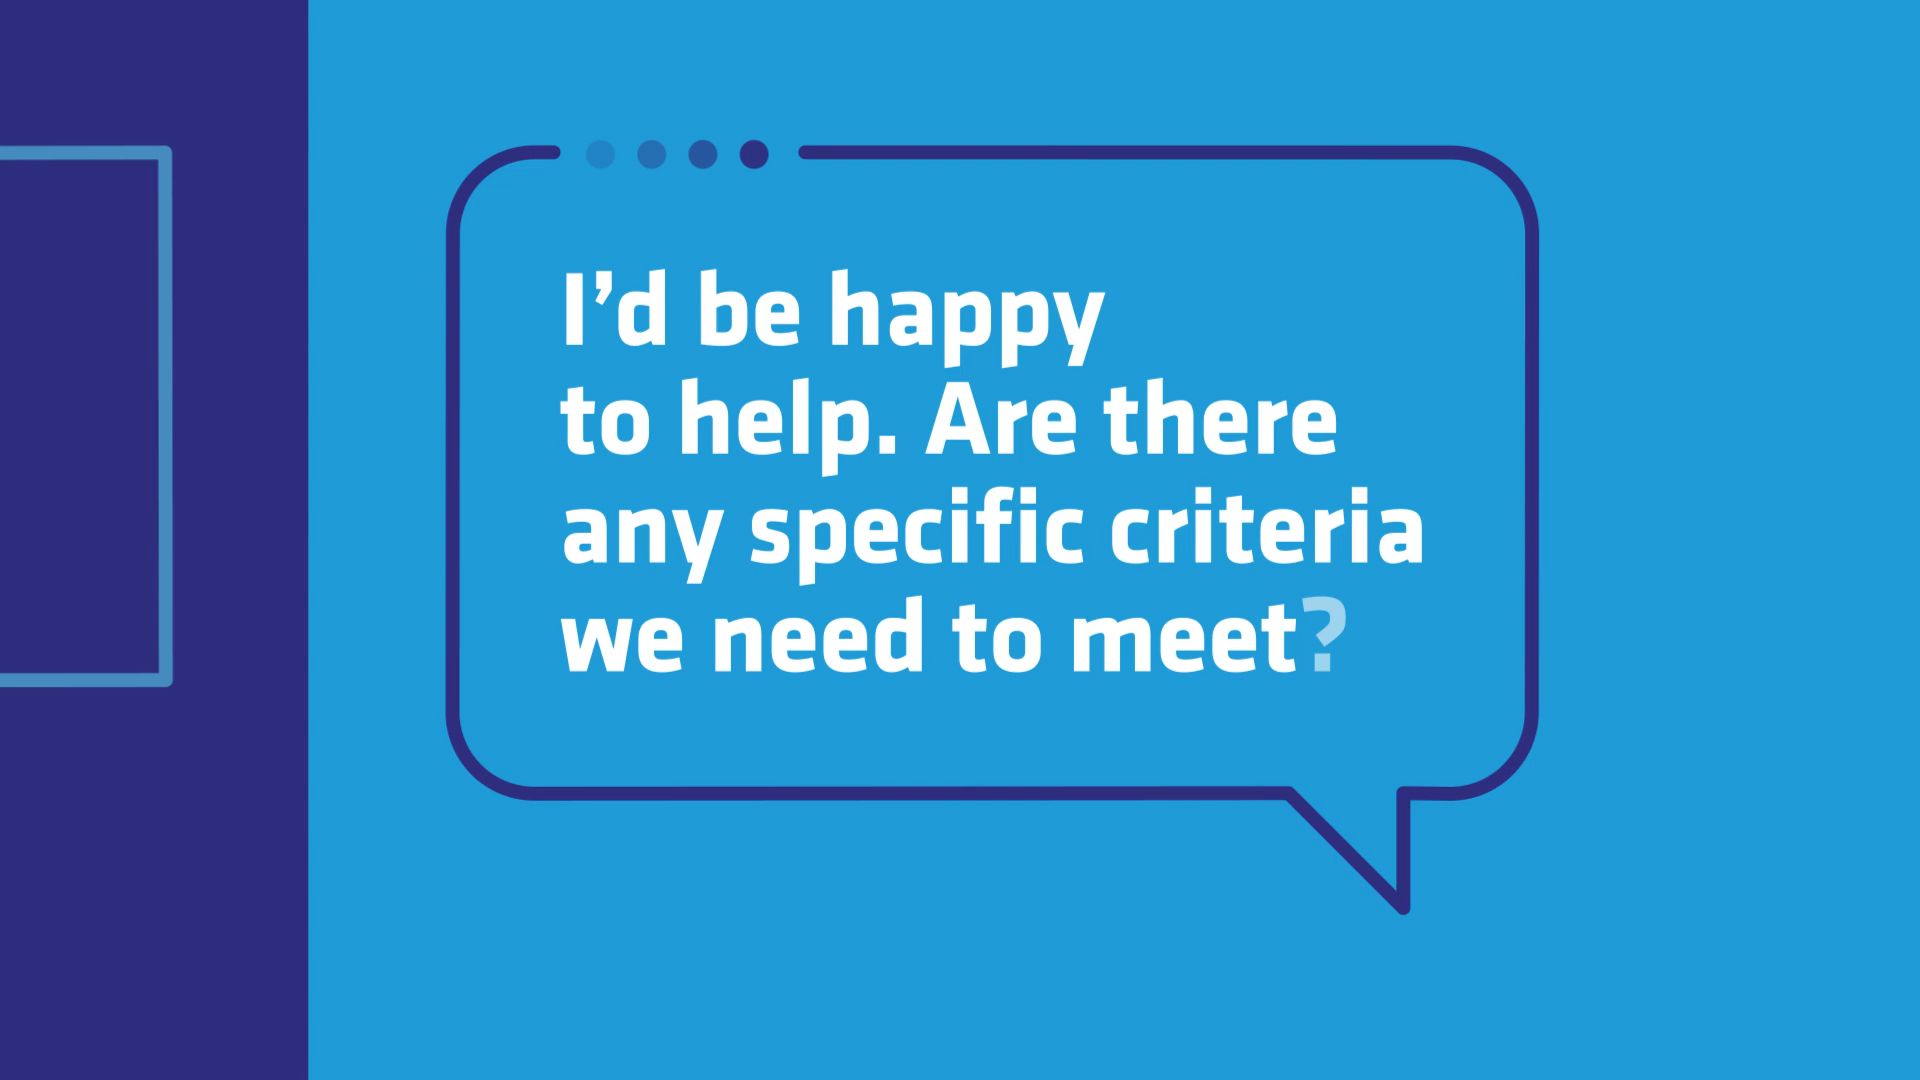 I’d be happy
to help. Are there
any specific criteria
we need to meet?